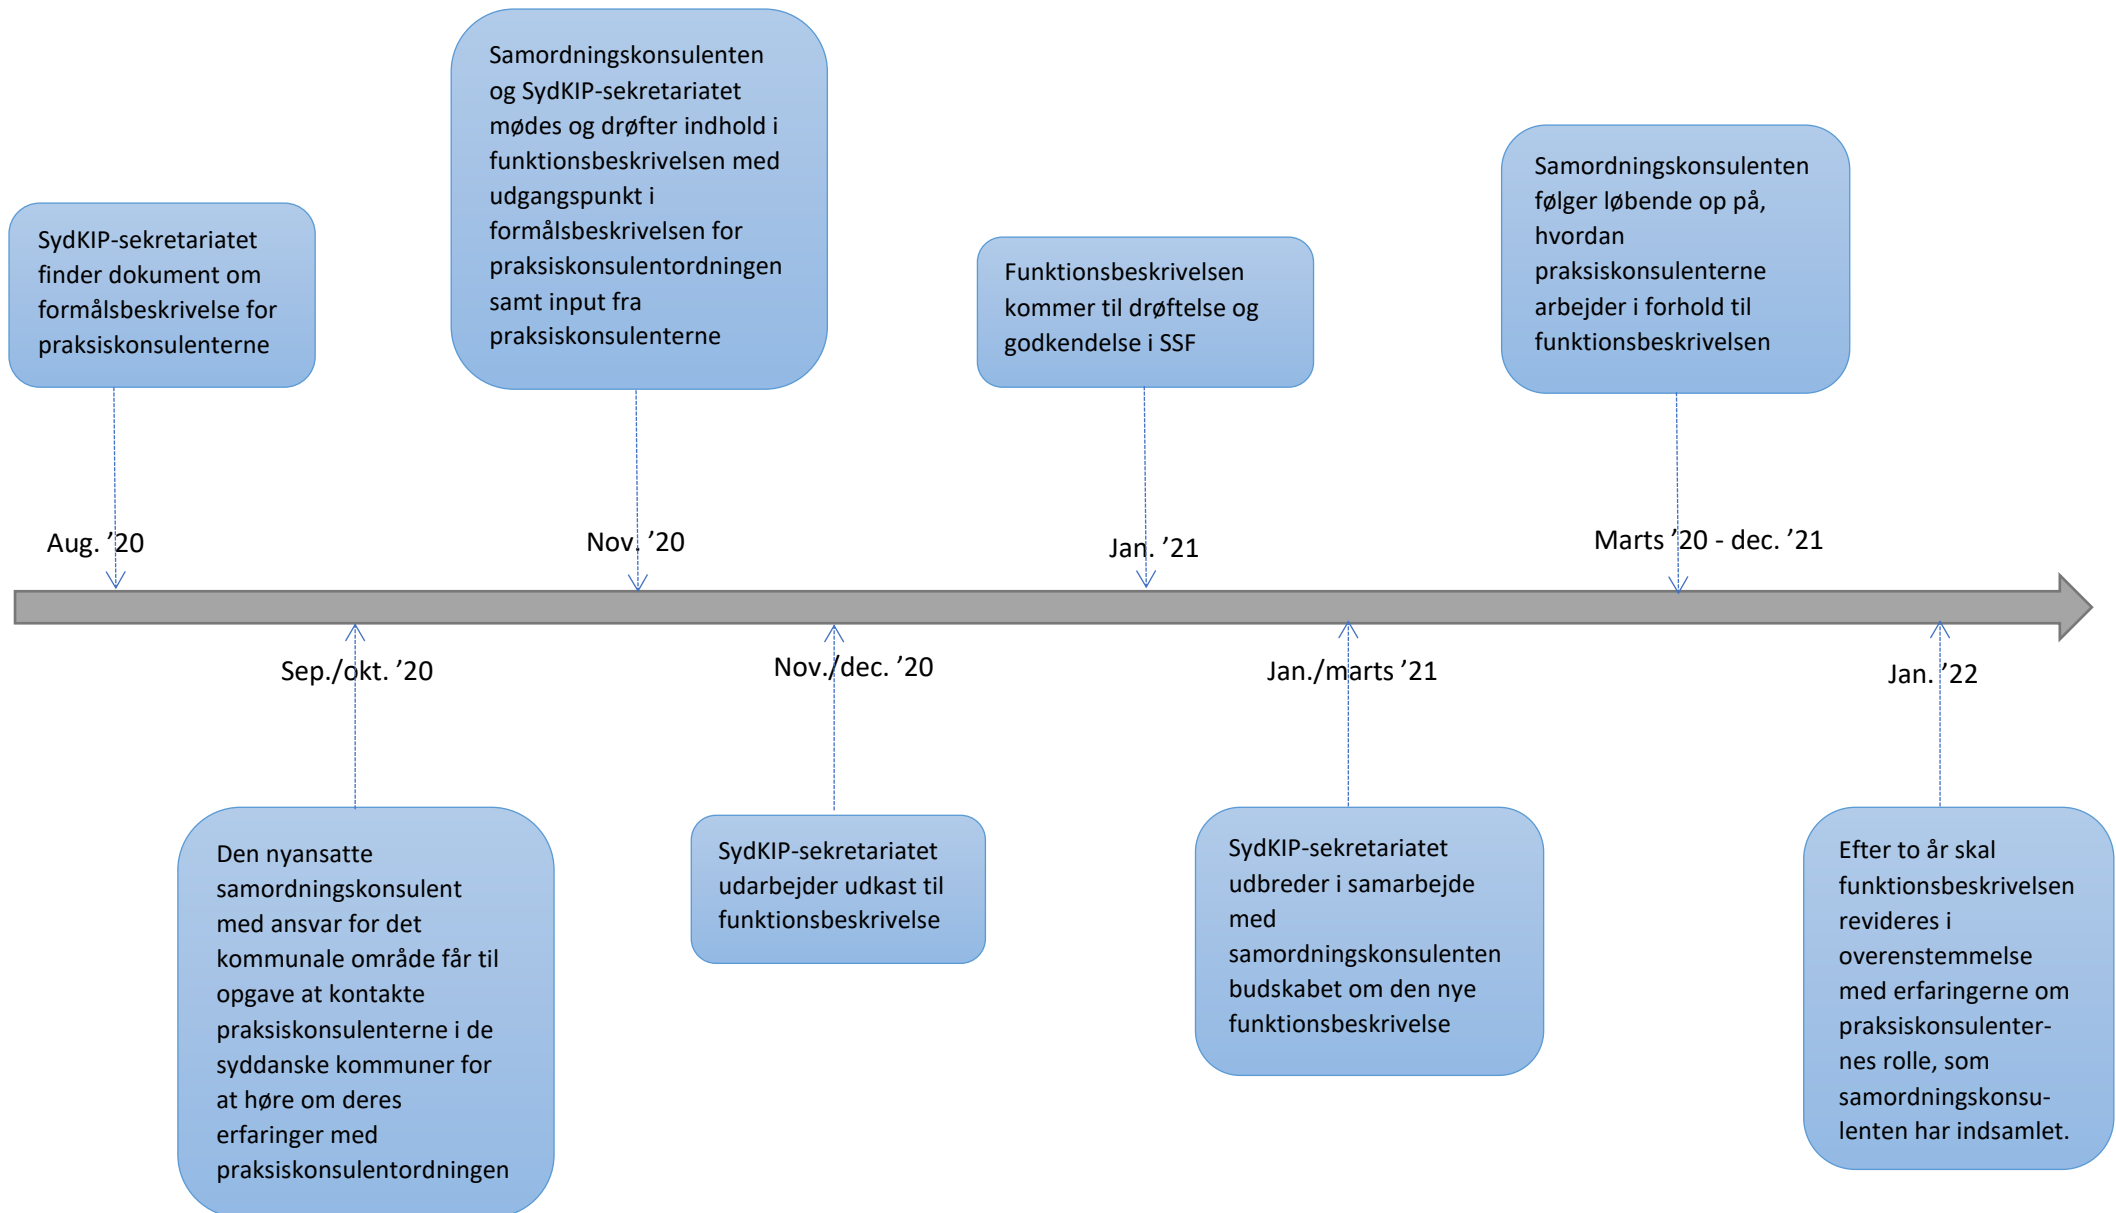 Samordningskonsulenten
og SydKIP-sekretariatet
mødes og drøfter indhold i
funktionsbeskrivelsen med
udgangspunkt i
formålsbeskrivelsen for
praksiskonsulentordningen
samt input fra
praksiskonsulenterne
Samordningskonsulenten
følger løbende op på,
hvordan
praksiskonsulenterne
arbejder i forhold til
funktionsbeskrivelsen
SydKIP-sekretariatet
finder dokument om
formålsbeskrivelse for
praksiskonsulenterne
Funktionsbeskrivelsen
kommer til drøftelse og
godkendelse i SSF
Aug. ’20
Nov. ’20
Jan. ’21
Marts ’20 - dec. ’21
Sep./okt. ’20
Nov./dec. ’20
Jan./marts ’21
Jan. ’22
Den nyansatte
samordningskonsulent
med ansvar for det
kommunale område får til
opgave at kontakte
praksiskonsulenterne i de
syddanske kommuner for
at høre om deres
erfaringer med
praksiskonsulentordningen
SydKIP-sekretariatet
udarbejder udkast til
funktionsbeskrivelse
SydKIP-sekretariatet
udbreder i samarbejde
med
samordningskonsulenten
budskabet om den nye
funktionsbeskrivelse
Efter to år skal
funktionsbeskrivelsen
revideres i
overenstemmelse
med erfaringerne om
praksiskonsulenter-
nes rolle, som
samordningskonsu-
lenten har indsamlet.